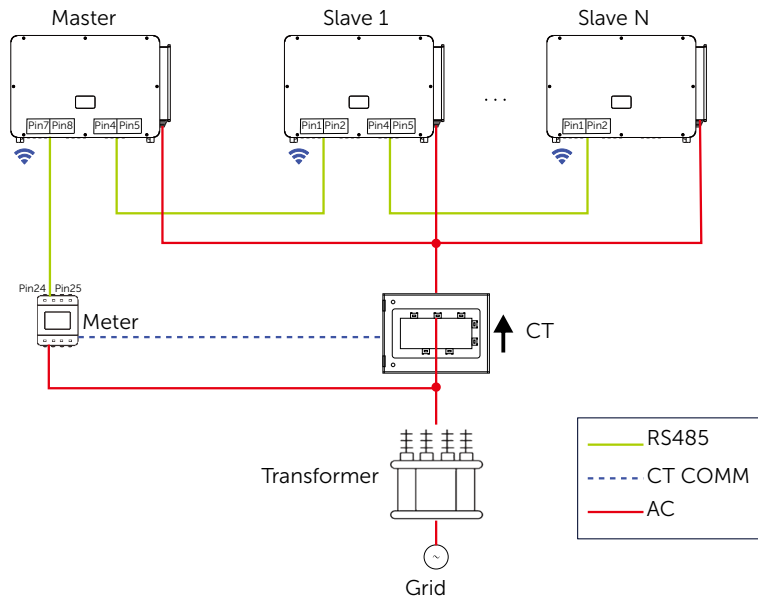 Master
Slave 1
Slave N
Pin7 Pin8
Pin4 Pin5
Pin1 Pin2
Pin4 Pin5
Pin1 Pin2
...
Pin24 Pin25
Meter
CT
Transformer
Grid
RS485
CT COMM
AC